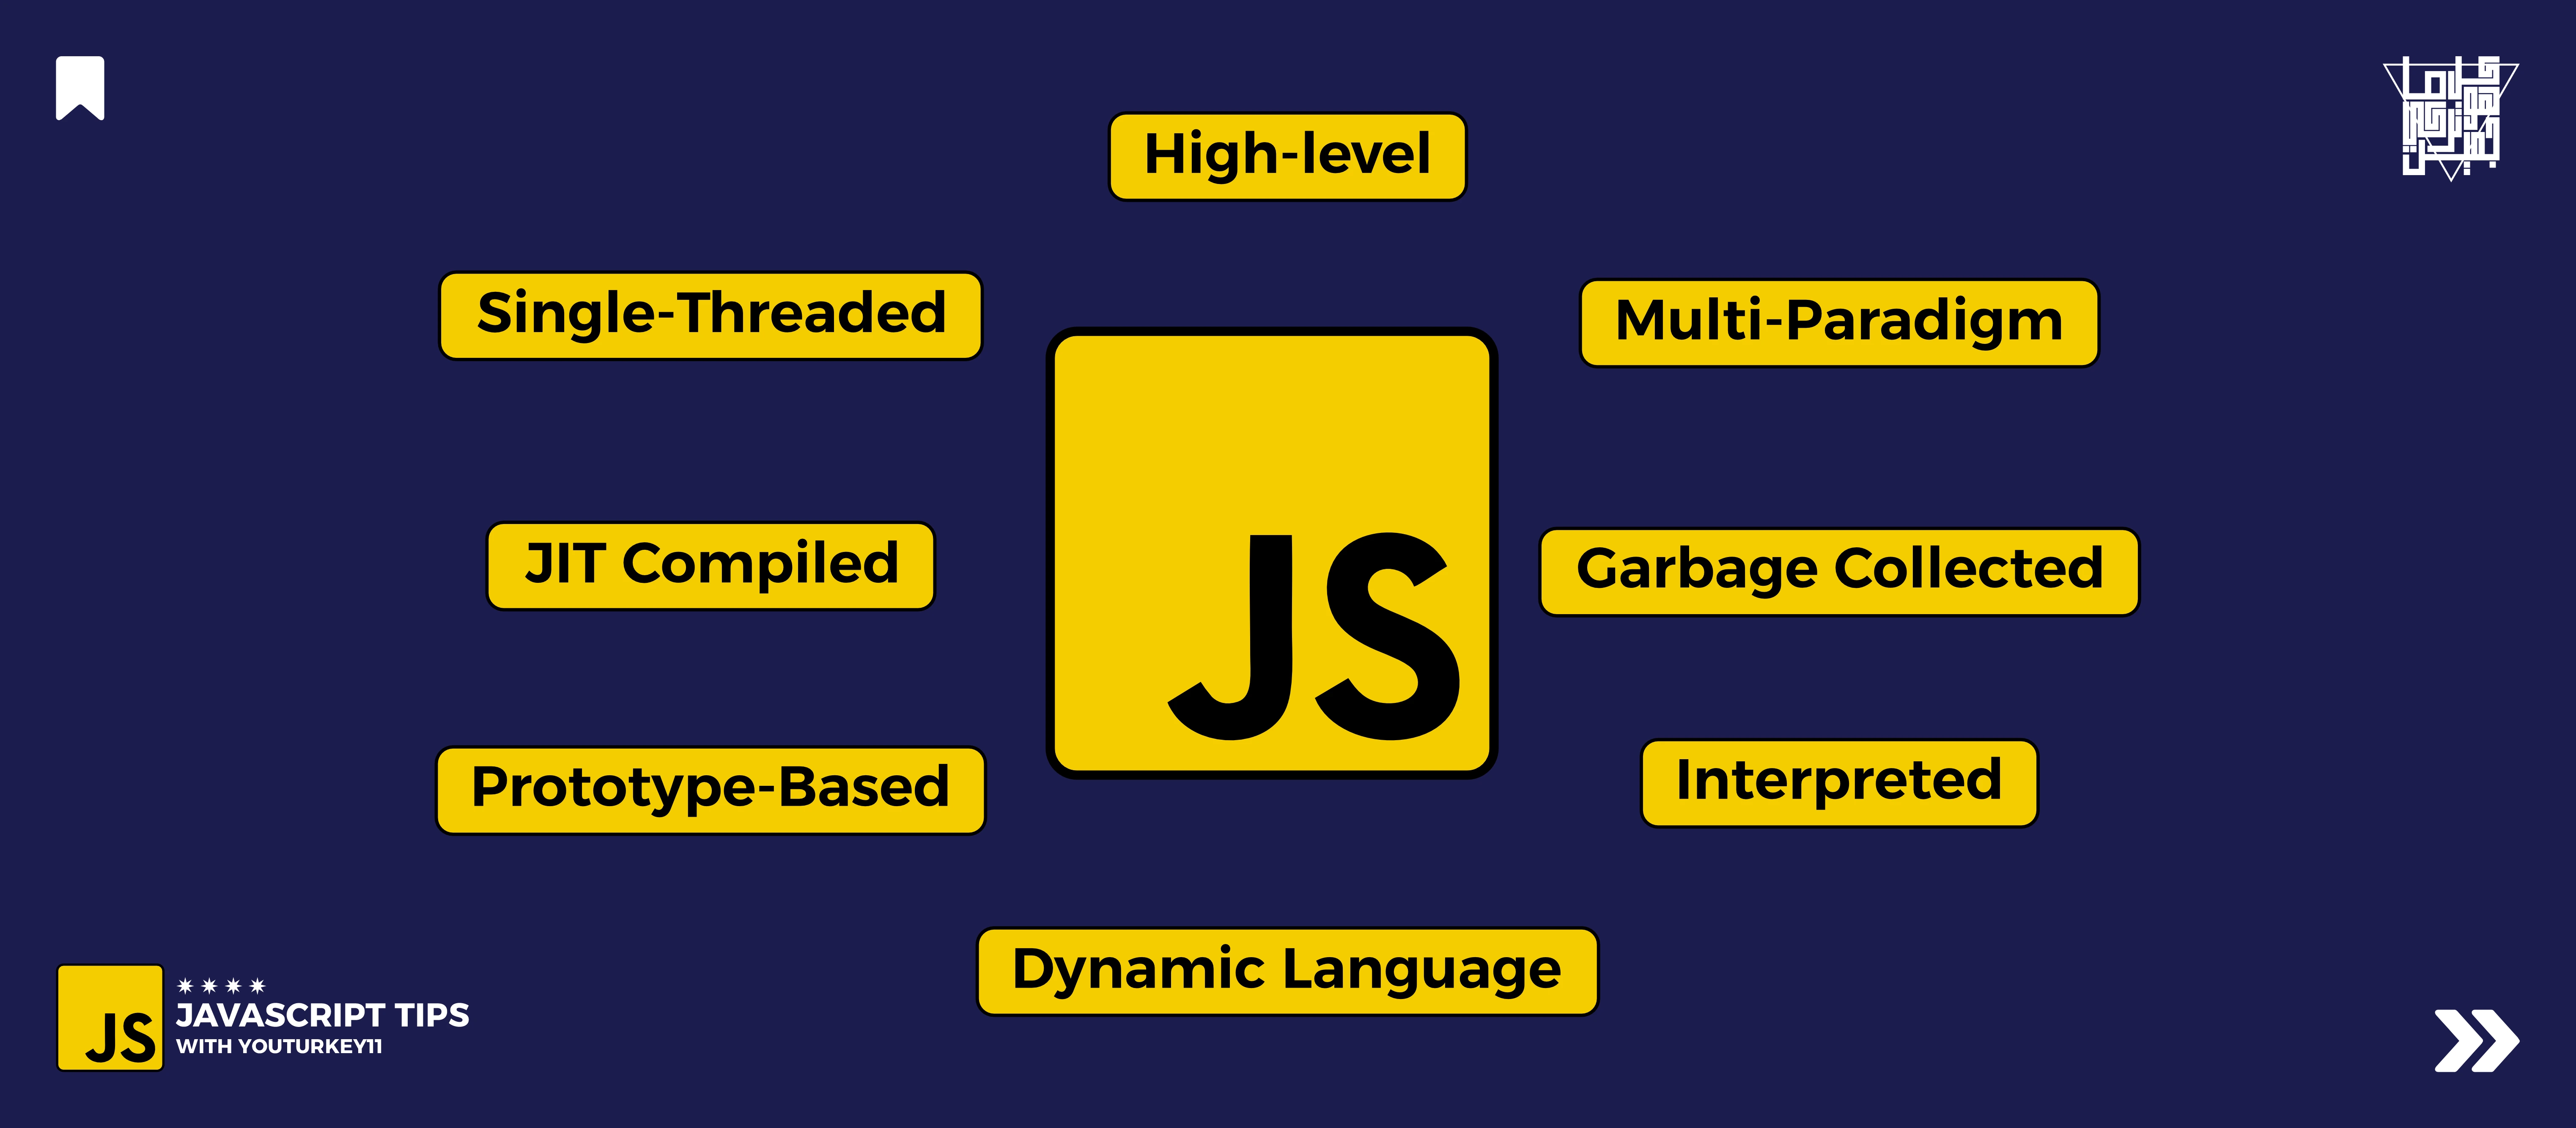 High-level
Single-Threaded
Multi-Paradigm
JS
JIT Compiled
Garbage Collected
Prototype-Based
Interpreted
Dynamic Language
JS
JAVASCRIPT TIPS
WITH YOUTURKEY11